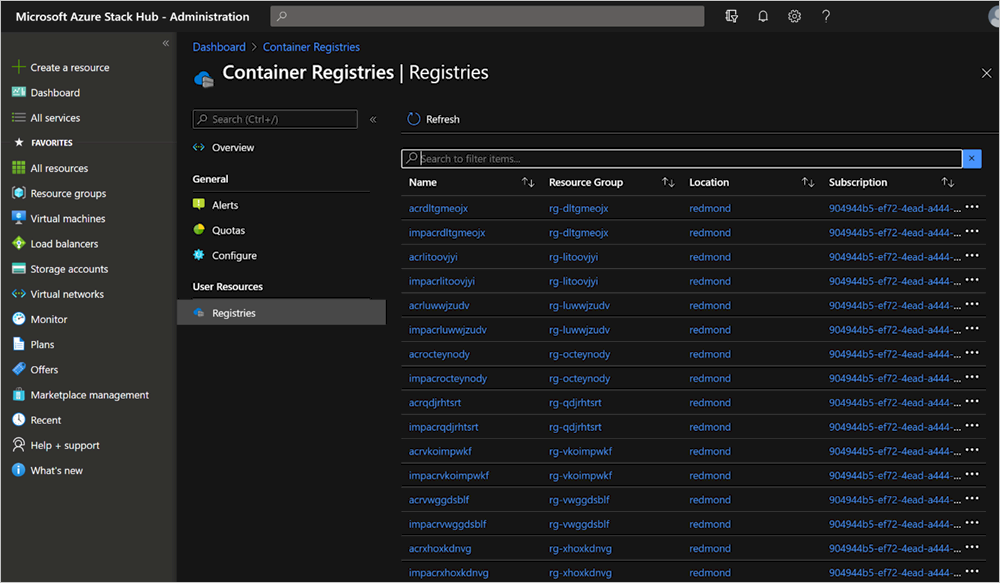 Microsoft Azure Stack Hub - Administration
Create a resource
Dashboard
All services
FAVORITES
All resources
Resource groups
Virtual machines
Load balancers
Storage accounts
Virtual networks
Monitor
Plans
Offers
Marketplace management
Recent
Help + support
What's new
Dashboard > Container Registries
Container Registries | Registries
Search (Ctrl+/)
Overview
General
Alerts
Quotas
Configure
User Resources
Registries
Refresh
Search to filter items...
Name Resource Group Location Subscription
acrdltgmeojx rg-dltgmeojx redmond 904944b5-ef72-4ead-a444-...
impacrdltgmeojx rg-dltgmeojx redmond 904944b5-ef72-4ead-a444-...
acrlitoovjyi rg-litoovjyi redmond 904944b5-ef72-4ead-a444-...
impacrlitoovjyi rg-litoovjyi redmond 904944b5-ef72-4ead-a444-...
acrluwwjzudv rg-luwwjzudv redmond 904944b5-ef72-4ead-a444-...
impacrluwwjzudv rg-luwwjzudv redmond 904944b5-ef72-4ead-a444-...
acrocteynody rg-octeynody redmond 904944b5-ef72-4ead-a444-...
impacrocteynody rg-octeynody redmond 904944b5-ef72-4ead-a444-...
acrqdjrhtsrt rg-qdjrhtsrt redmond 904944b5-ef72-4ead-a444-...
impacrqdjrhtsrt rg-qdjrhtsrt redmond 904944b5-ef72-4ead-a444-...
acrvkoimpwkf rg-vkoimpwkf redmond 904944b5-ef72-4ead-a444-...
impacrvkoimpwkf rg-vkoimpwkf redmond 904944b5-ef72-4ead-a444-...
acrvwggdsblf rg-vwggdsblf redmond 904944b5-ef72-4ead-a444-...
impacrvwggdsblf rg-vwggdsblf redmond 904944b5-ef72-4ead-a444-...
acrxhoxkdnvg rg-xhoxkdnvg redmond 904944b5-ef72-4ead-a444-...
impacrxhoxkdnvg rg-xhoxkdnvg redmond 904944b5-ef72-4ead-a444-...